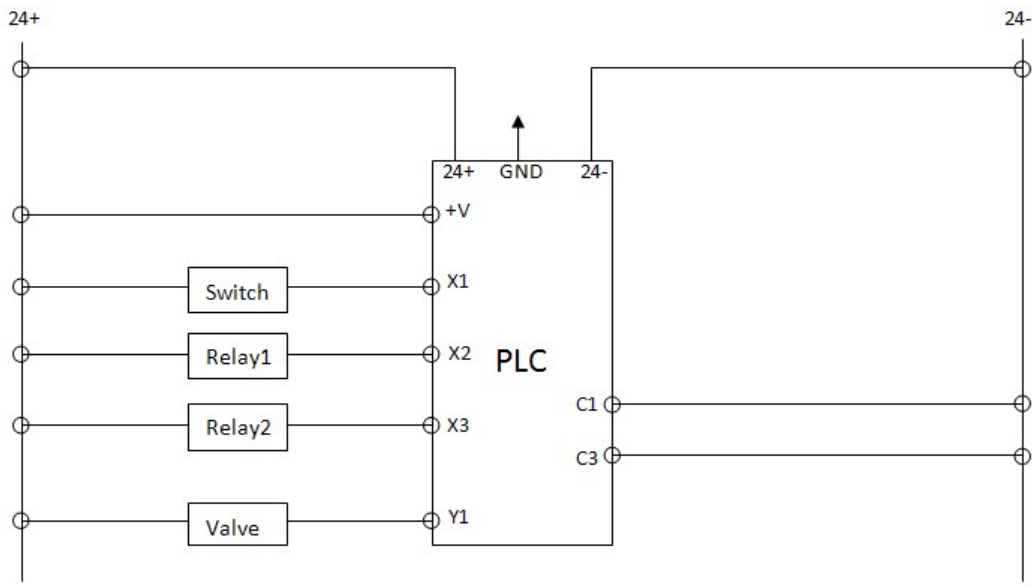 24+
24-
24+ GND 24-
+V
Switch
X1
Relay1
X2
PLC
C1
Relay2
X3
C3
Valve
Y1